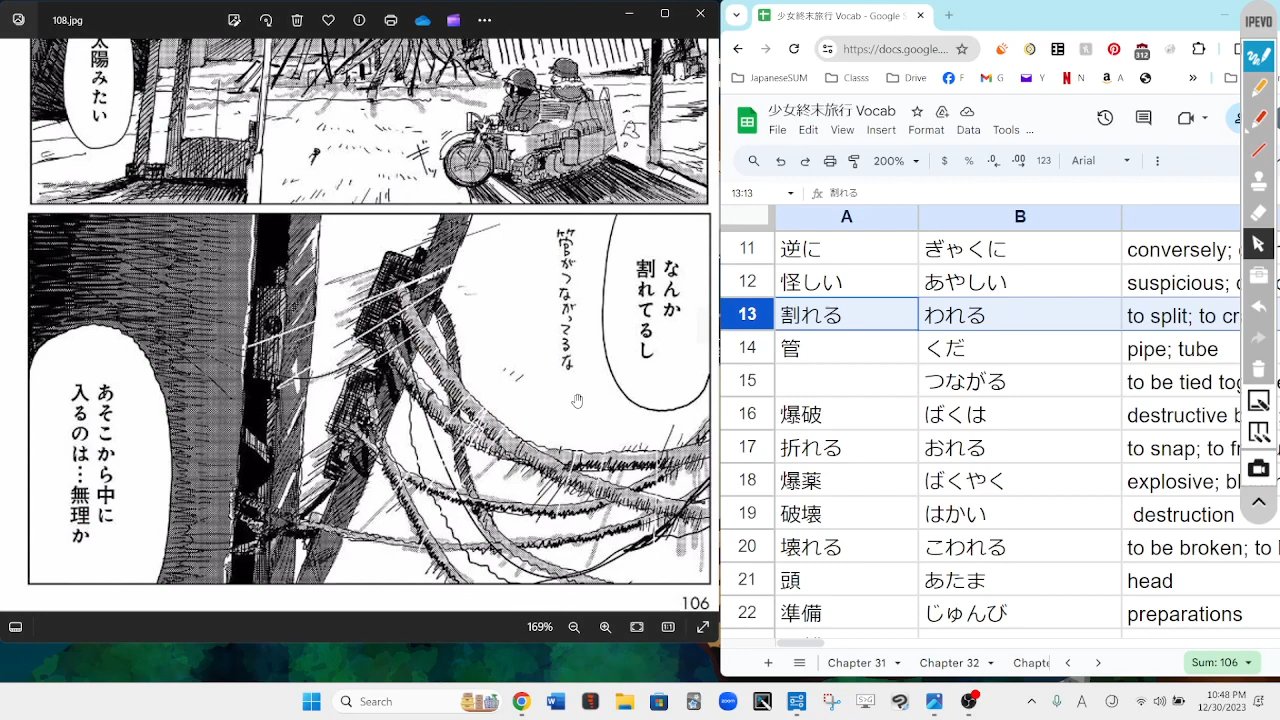 108.jpg
太陽みたい
なんか
割れてるし
管がつながってるな
あそこから中に
入るのは…無理か
106
169%
少女終末旅行 Vocab - Google S
https://docs.google....
312
JapaneseSUM
Classs
Drive
F
G
Y
N
a
A
少女終末旅行 Vocab
File Edit View Insert Format Data Tools ...
200%
$ % .0 .00 123 Arial
13:13
fx 割れる
A B
11 逆に ぎゃくに conversely;
12 怪しい あやしい suspicious;
13 割れる われる to split; to cr
14 管 くだ pipe; tube
15 つながる to be tied tog
16 爆破 ばくは destructive b
17 折れる おれる to snap; to fr
18 爆薬 ばくやく explosive; bl
19 破壊 はかい destruction
20 壊れる こわれる to be broken; to b
21 頭 あたま head
22 準備 じゅんび preparations
Chapter 31 Chapter 32 Chapte Sum: 106
IPEVO
Search
zoom
A
10:48 PM
12/30/2023